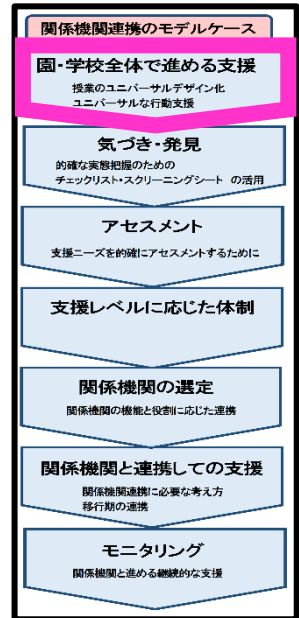 関係機関連携のモデルケース
園・学校全体で進める支援
授業のユニバーサルデザイン化
ユニバーサルな行動支援
気づき・発見
的確な実態把握のための
チェックリスト・スクリーニングシート の活用
アセスメント
支援ニーズを的確にアセスメントするために
支援レベルに応じた体制
関係機関の選定
関係機関の機能と役割に応じた連携
関係機関と連携しての支援
関係機関連携に必要な考え方
移行期の連携
モニタリング
関係機関と進める継続的な支援